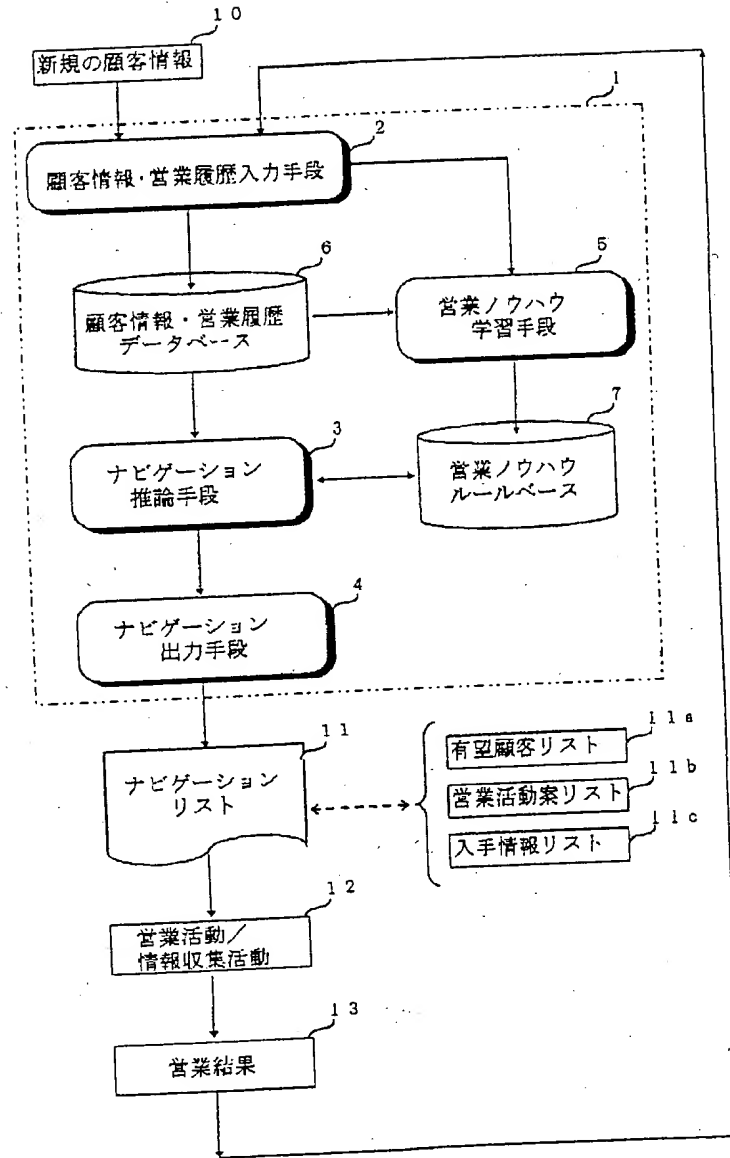 10
新規の顧客情報
1
2
顧客情報・営業履歴入力手段
6
顧客情報・営業履歴
データベース
5
営業ノウハウ
学習手段
7
営業ノウハウ
ルールベース
3
ナビゲーション
推論手段
4
ナビゲーション
出力手段
11
ナビゲーション
リスト
11a
有望顧客リスト
11b
営業活動案リスト
11c
入手情報リスト
12
営業活動／
情報収集活動
13
営業結果